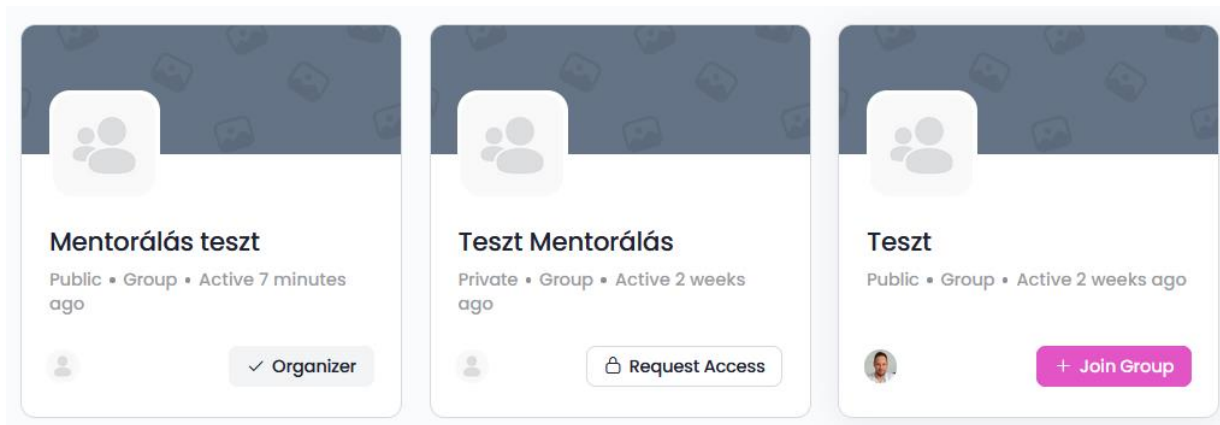 Mentorálás teszt
Public • Group • Active 7 minutes
ago
✓ Organizer
Teszt Mentorálás
Private • Group • Active 2 weeks
ago
Request Access
Teszt
Public • Group • Active 2 weeks ago
+ Join Group